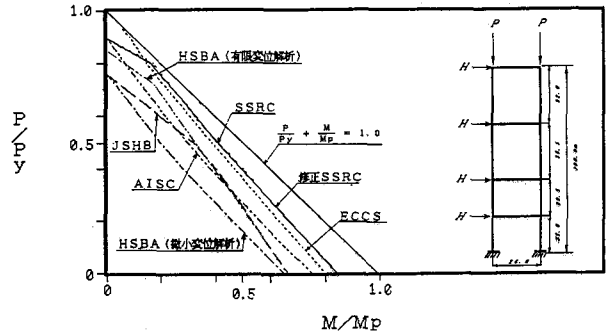 1.0
HSBA (有限変位解析)
SSRC
P/Py + M/Mp = 1.0
P/Py
0.5
JSHB
AISC
修正SSRC
ECCS
HSBA (微小変位解析)
0
0
0.5
1.0
M/Mp
P P
H
H
H
H